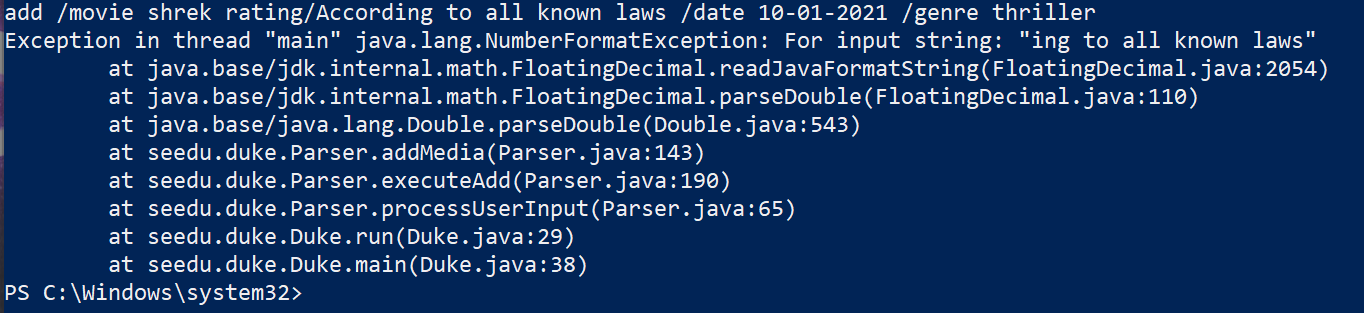 add /movie shrek rating/According to all known laws /date 10-01-2021 /genre thriller
Exception in thread "main" java.lang.NumberFormatException: For input string: "ing to all known laws"
        at java.base/jdk.internal.math.FloatingDecimal.readJavaFormatString(FloatingDecimal.java:2054)
        at java.base/jdk.internal.math.FloatingDecimal.parseDouble(FloatingDecimal.java:110)
        at java.base/java.lang.Double.parseDouble(Double.java:543)
        at seedu.duke.Parser.addMedia(Parser.java:143)
        at seedu.duke.Parser.executeAdd(Parser.java:190)
        at seedu.duke.Parser.processUserInput(Parser.java:65)
        at seedu.duke.Duke.run(Duke.java:29)
        at seedu.duke.Duke.main(Duke.java:38)
PS C:\Windows\system32>